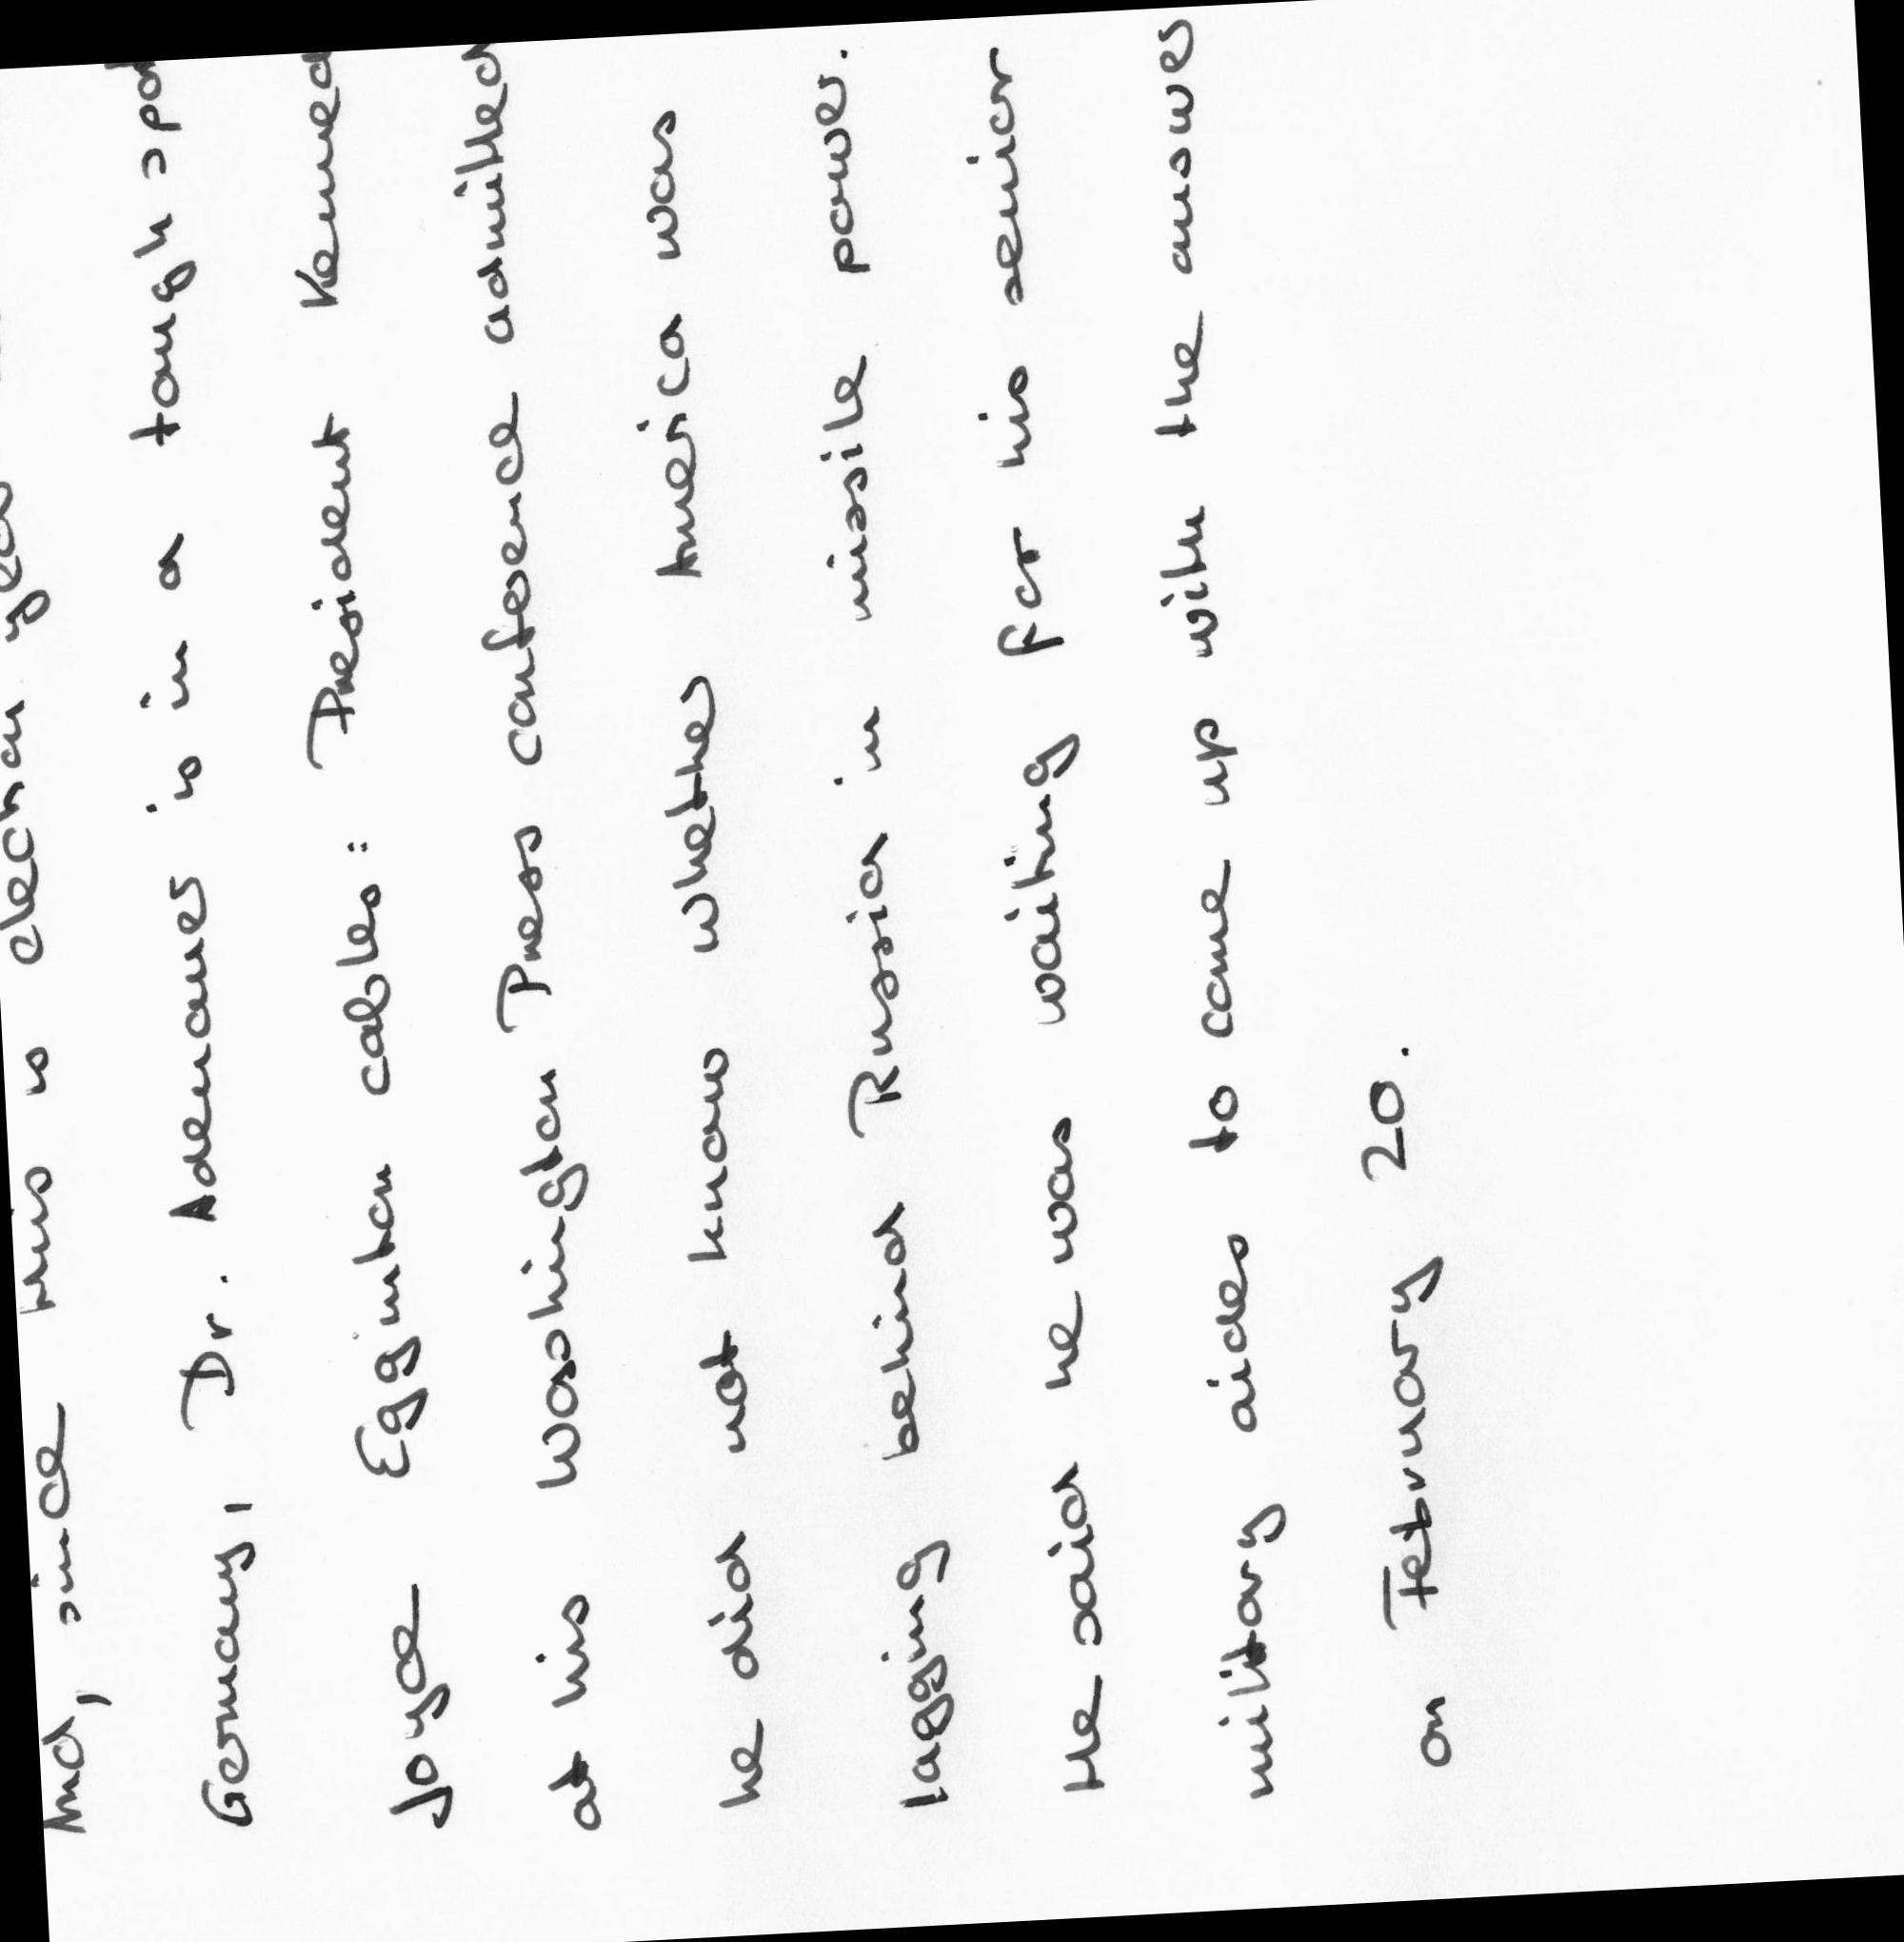 And, since this is election year
Germany, Dr. Adenauer is in a tough spot
Joyce Egginton cables: President Kenned
at his Washington Press conference admitted
he did not know whether America was
lagging behind Russia in missile power.
He said he was waiting for his senior
military aides to come up with the answer
on February 20.